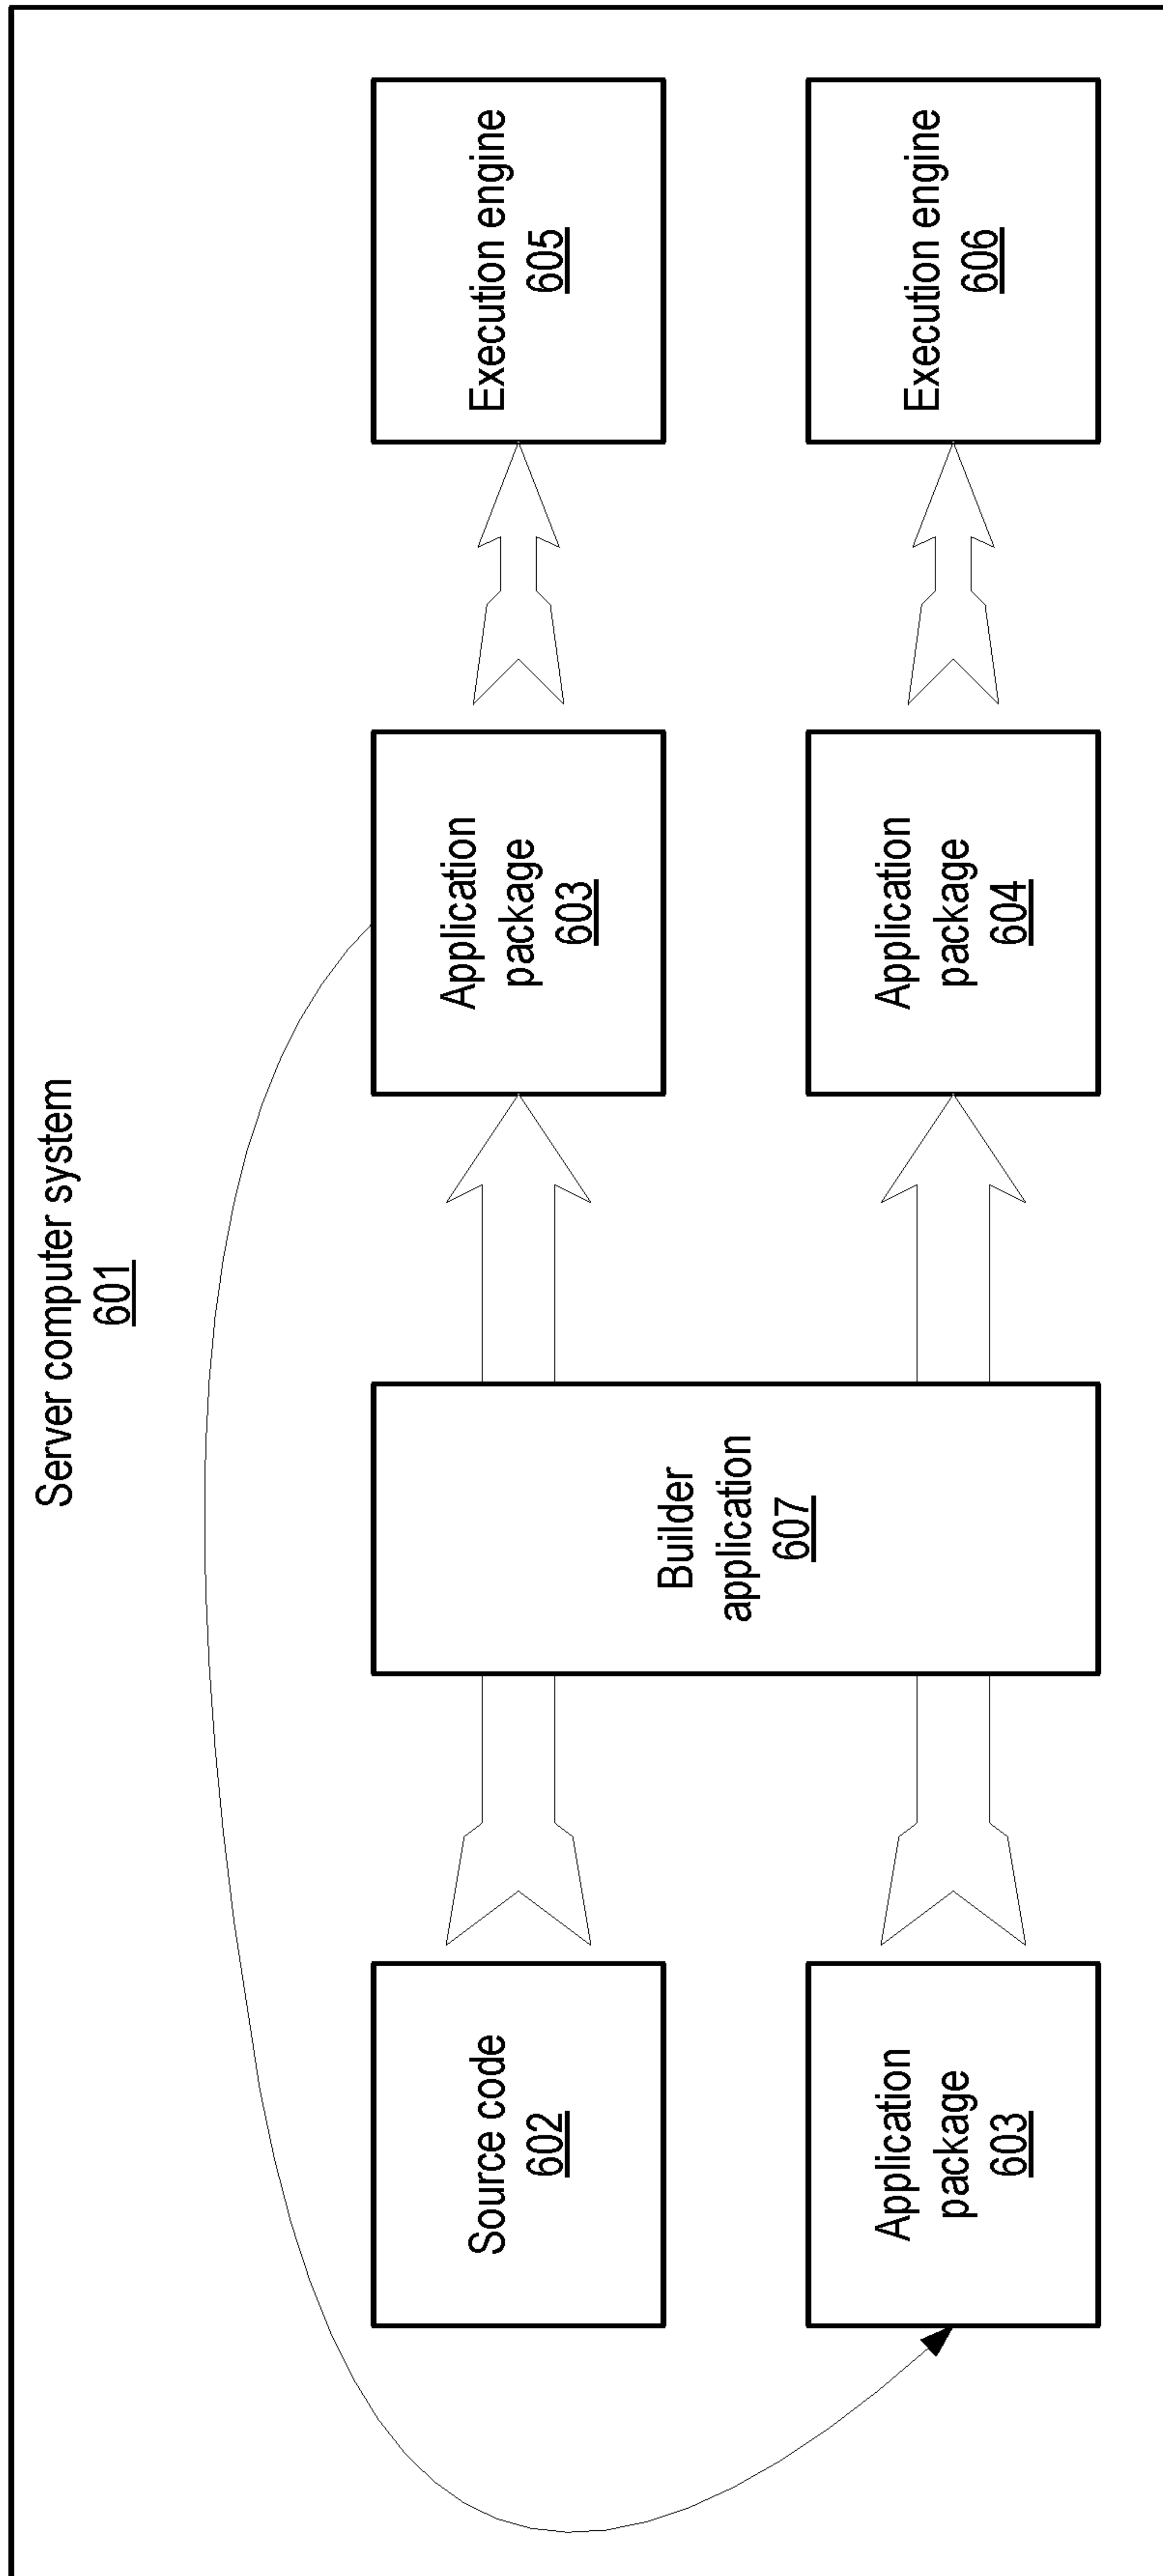 Server computer system
601
Source code
602
Application
package
603
Execution engine
605
Builder
application
607
Application
package
603
Application
package
604
Execution engine
606